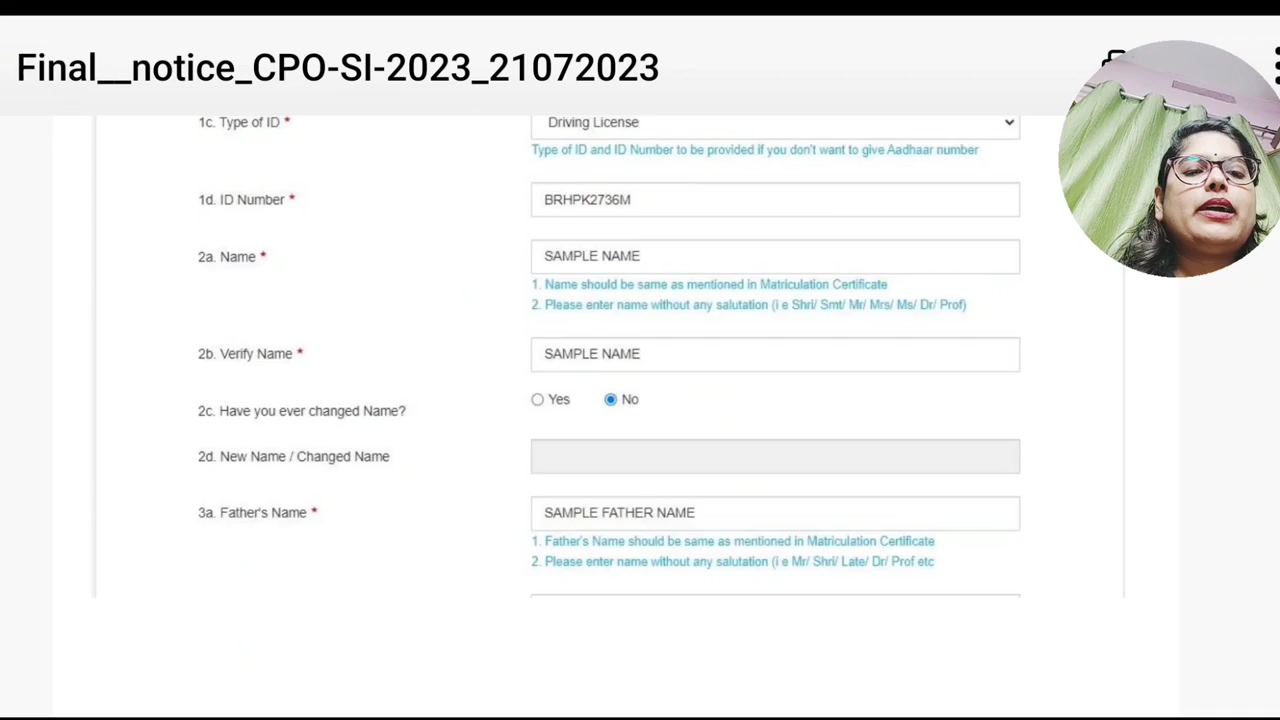 Final__notice_CPO-SI-2023_21072023
1c. Type of ID *
Driving License
Type of ID and ID Number to be provided if you don't want to give Aadhaar number
1d. ID Number *
BRHPK2736M
2a. Name *
SAMPLE NAME
1. Name should be same as mentioned in Matriculation Certificate
2. Please enter name without any salutation (i e Shri/ Smt/ Mr/ Mrs/ Ms/ Dr/ Prof)
2b. Verify Name *
SAMPLE NAME
2c. Have you ever changed Name?
Yes
No
2d. New Name / Changed Name
3a. Father's Name *
SAMPLE FATHER NAME
1. Father's Name should be same as mentioned in Matriculation Certificate
2. Please enter name without any salutation (i e Mr/ Shri/ Late/ Dr/ Prof etc